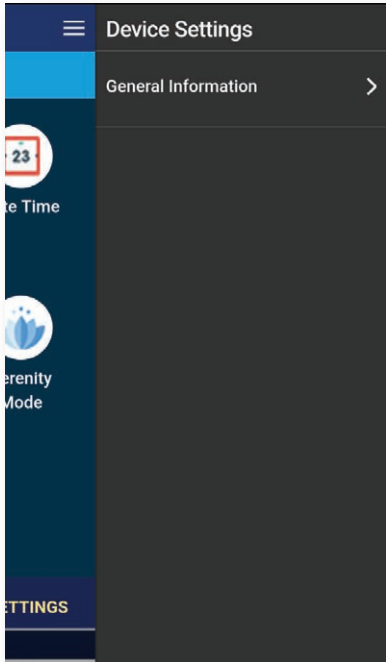 Device Settings
General Information
23
te Time
erenity
Mode
ETTINGS